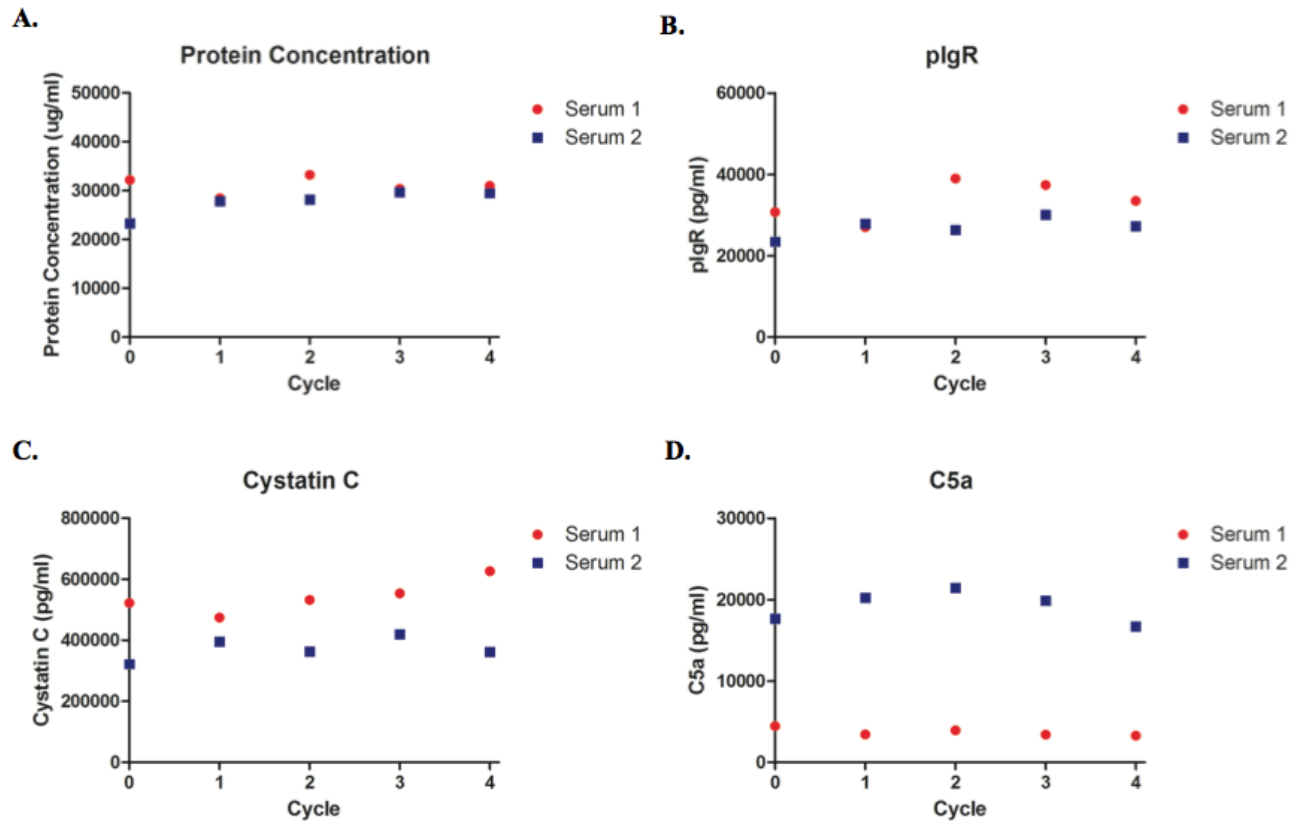 A.
Protein Concentration
Protein Concentration (ug/ml)
50000
40000
30000
20000
10000
0
0 1 2 3 4
Cycle
Serum 1
Serum 2
B.
pIgR
pIgR (pg/ml)
60000
40000
20000
0
0 1 2 3 4
Cycle
Serum 1
Serum 2
C.
Cystatin C
Cystatin C (pg/ml)
800000
600000
400000
200000
0
0 1 2 3 4
Cycle
Serum 1
Serum 2
D.
C5a
C5a (pg/ml)
30000
20000
10000
0
0 1 2 3 4
Cycle
Serum 1
Serum 2